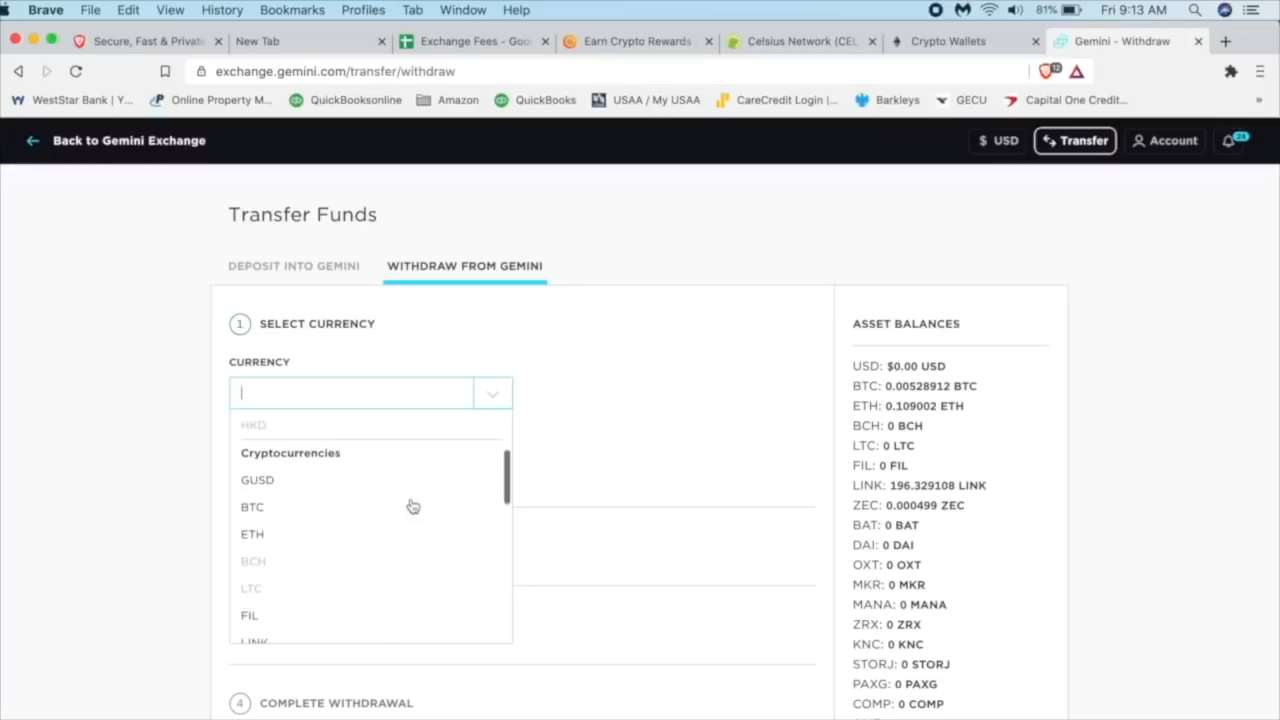 Brave File Edit View History Bookmarks Profiles Tab Window Help 81% Fri 9:13 AM
Secure, Fast & Private New Tab Exchange Fees - Goo Earn Crypto Rewards Celsius Network (CEL Crypto Wallets Gemini - Withdraw
exchange.gemini.com/transfer/withdraw 12
WestStar Bank | Y... Online Property M... QuickBooksonline Amazon QuickBooks USAA / My USAA CareCredit Login |... Barkleys GECU Capital One Credit... »
Back to Gemini Exchange $ USD Transfer Account 24
Transfer Funds
DEPOSIT INTO GEMINI WITHDRAW FROM GEMINI
1 SELECT CURRENCY
CURRENCY
HKD
Cryptocurrencies
GUSD
BTC
ETH
BCH
LTC
FIL
LINK
4 COMPLETE WITHDRAWAL
ASSET BALANCES
USD: $0.00 USD
BTC: 0.00528912 BTC
ETH: 0.109002 ETH
BCH: 0 BCH
LTC: 0 LTC
FIL: 0 FIL
LINK: 196.329108 LINK
ZEC: 0.000499 ZEC
BAT: 0 BAT
DAI: 0 DAI
OXT: 0 OXT
MKR: 0 MKR
MANA: 0 MANA
ZRX: 0 ZRX
KNC: 0 KNC
STORJ: 0 STORJ
PAXG: 0 PAXG
COMP: 0 COMP